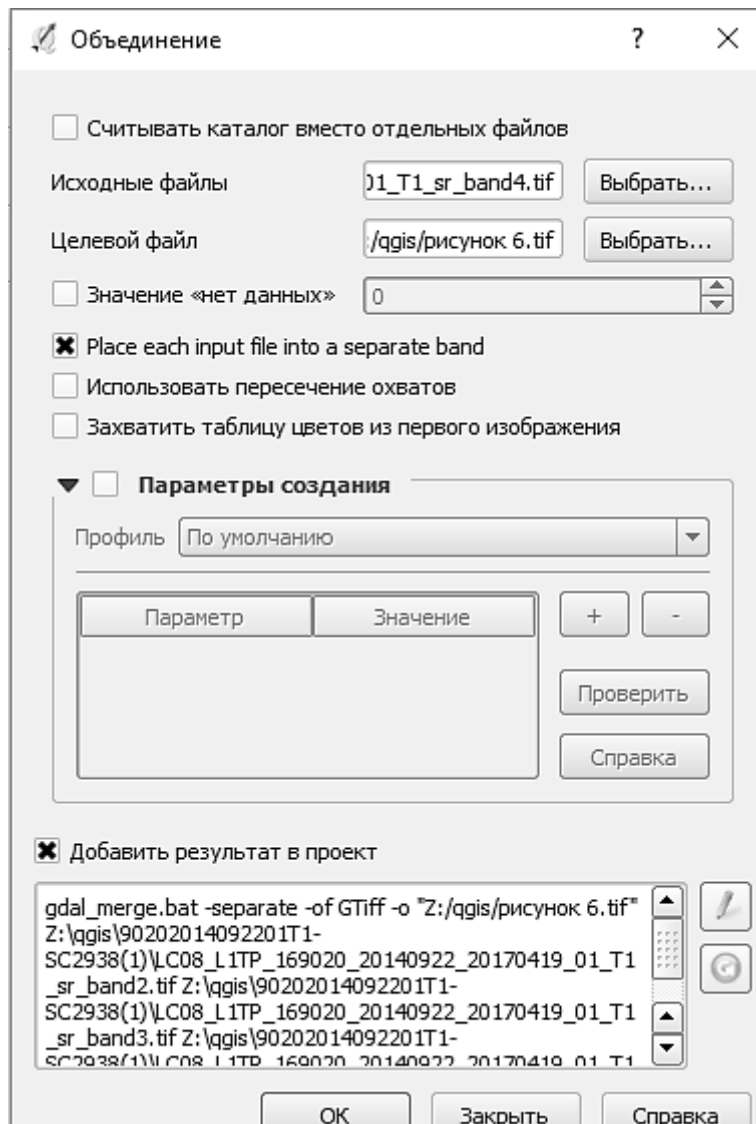 Объединение ? ×
Считывать каталог вместо отдельных файлов
Исходные файлы 01_T1_sr_band4.tif Выбрать...
Целевой файл :/qgis/рисунок 6.tif Выбрать...
Значение «нет данных» 0
Place each input file into a separate band
Использовать пересечение охватов
Захватить таблицу цветов из первого изображения
Параметры создания
Профиль По умолчанию
Параметр Значение + -
Проверить
Справка
Добавить результат в проект
gdal_merge.bat -separate -of GTiff -o "Z:/qgis/рисунок 6.tif"
Z:\qgis\90202014092201T1-
SC2938(1)\LC08_L1TP_169020_20140922_20170419_01_T1
_sr_band2.tif Z:\qgis\90202014092201T1-
SC2938(1)\LC08_L1TP_169020_20140922_20170419_01_T1
_sr_band3.tif Z:\qgis\90202014092201T1-
SC2938(1)\LC08_L1TP_169020_20140922_20170419_01_T1
OK Закрыть Справка